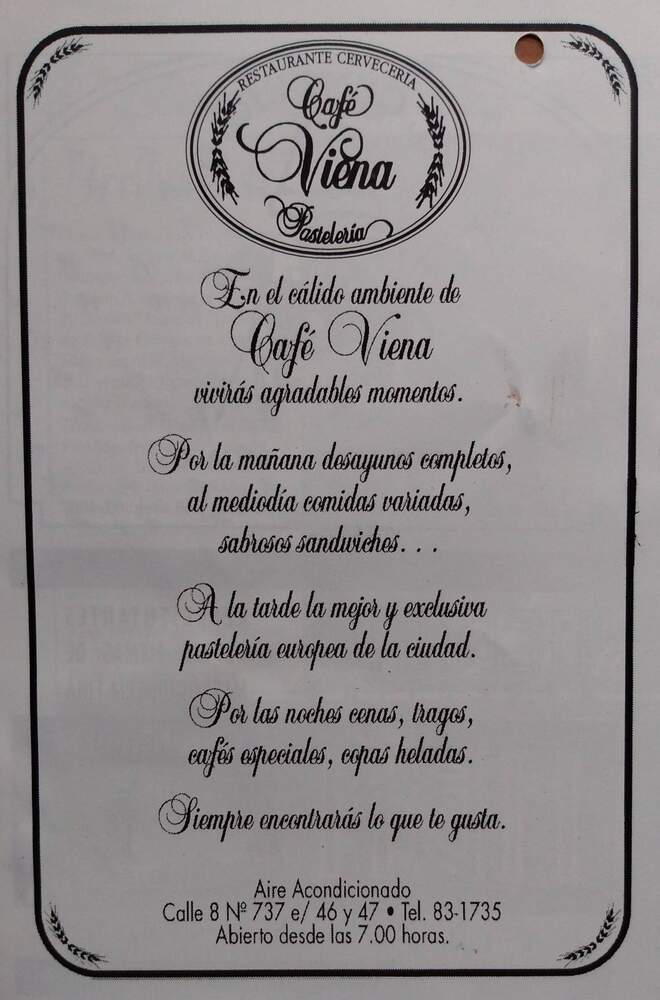 RESTAURANTE CERVECERIA
Café
Viena
Pastelería
En el cálido ambiente de
Café Viena
vivirás agradables momentos.
Por la mañana desayunos completos,
al mediodía comidas variadas,
sabrosos sandwiches. . .
A la tarde la mejor y exclusiva
pastelería europea de la ciudad.
Por las noches cenas, tragos,
cafés especiales, copas heladas.
Siempre encontrarás lo que te gusta.
Aire Acondicionado
Calle 8 Nº 737 e/ 46 y 47 • Tel. 83-1735
Abierto desde las 7.00 horas.